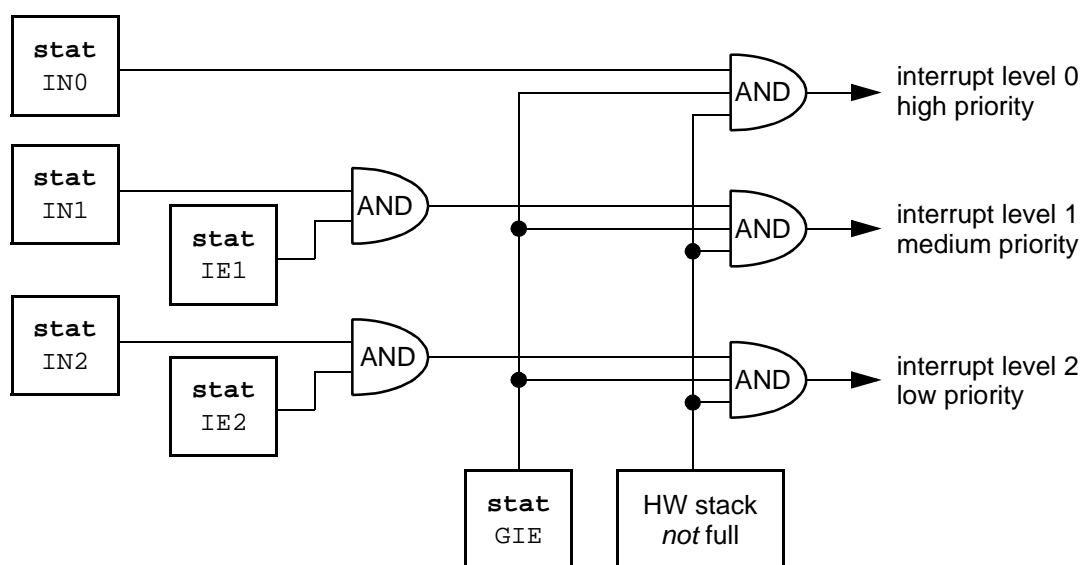 stat
IN0
AND
interrupt level 0
high priority
stat
IN1
AND
stat
IE1
AND
interrupt level 1
medium priority
stat
IN2
AND
stat
IE2
AND
interrupt level 2
low priority
stat
GIE
HW stack
not full